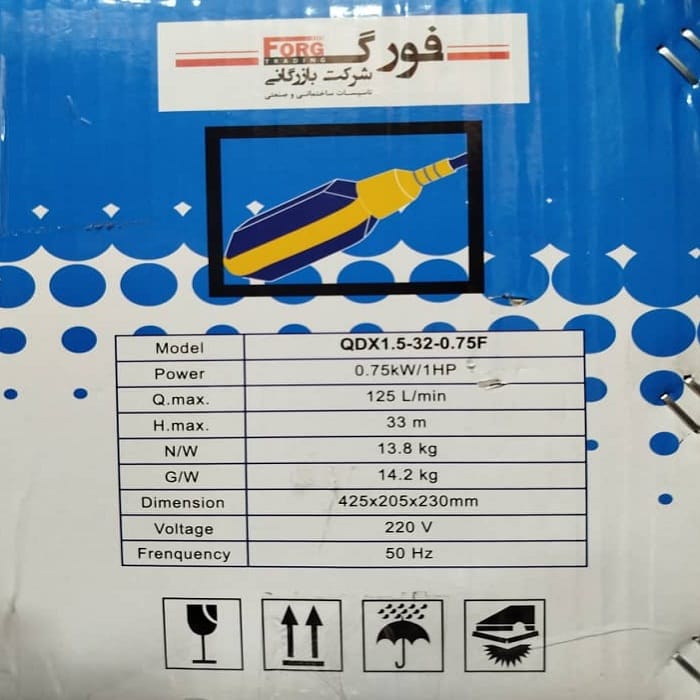 FORG
TRADING
فورگ
شرکت بازرگانی
تاسیسات ساختمانی و صنعتی
Model QDX1.5-32-0.75F
Power 0.75kW/1HP
Q.max. 125 L/min
H.max. 33 m
N/W 13.8 kg
G/W 14.2 kg
Dimension 425x205x230mm
Voltage 220 V
Frenquency 50 Hz